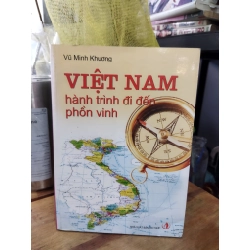 Vũ Minh Khương
VIỆT NAM
hành trình đi đến
phồn vinh